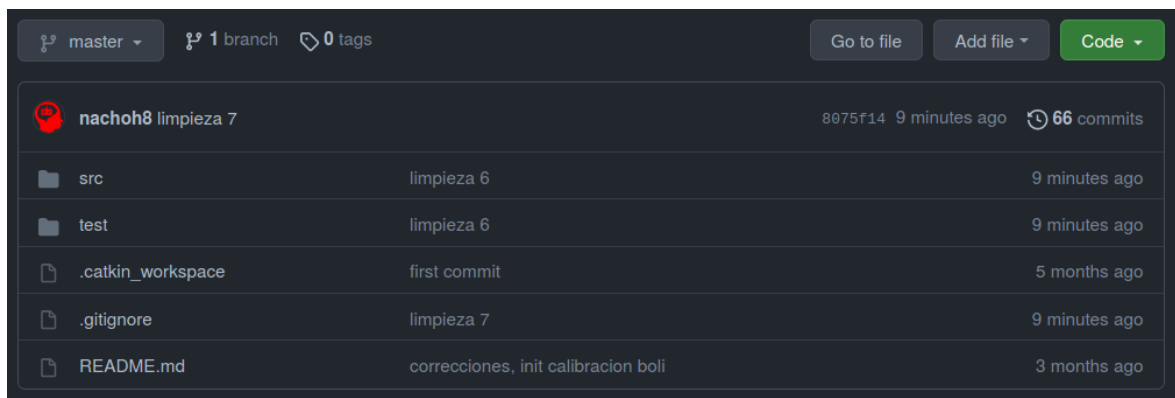 master 1 branch 0 tags Go to file Add file Code
nachoh8 limpieza 7 8075f14 9 minutes ago 66 commits
src limpieza 6 9 minutes ago
test limpieza 6 9 minutes ago
.catkin_workspace first commit 5 months ago
.gitignore limpieza 7 9 minutes ago
README.md correcciones, init calibracion boli 3 months ago